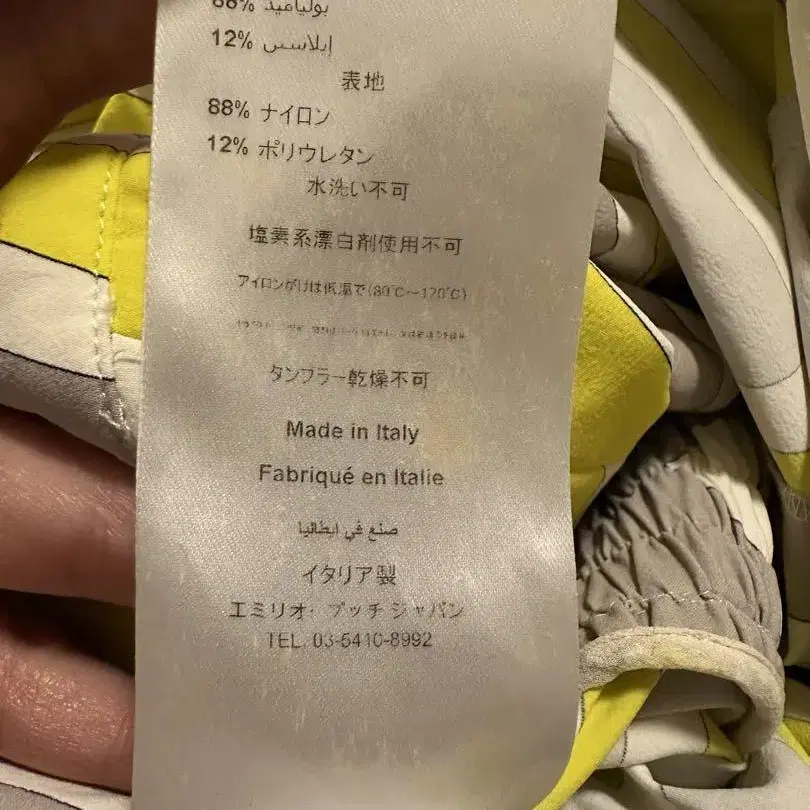 88% بولياميد
12% إيلاستين
表地
88% ナイロン
12% ポリウレタン
水洗い不可
塩素系漂白剤使用不可
アイロンがけは低温で(80℃～120℃)
タンブラー乾燥不可
Made in Italy
Fabriqué en Italie
صنع في ايطاليا
イタリア製
エミリオ・プッチ ジャパン
TEL. 03-5410-8992